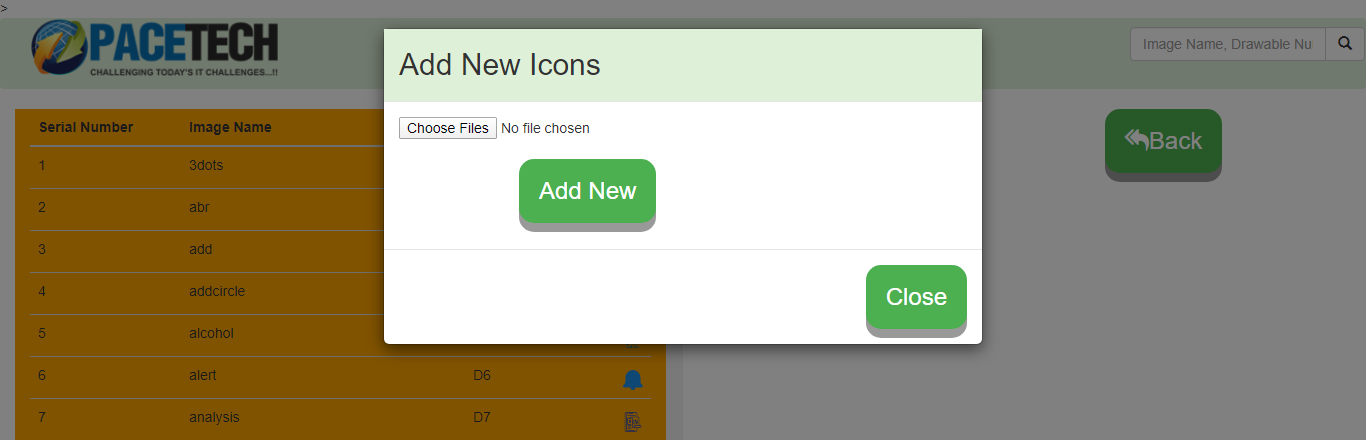 >
PACETECH
CHALLENGING TODAY'S IT CHALLENGES...!!
Image Name, Drawable Nu
Add New Icons
Choose Files No file chosen
Add New
Close
Back
Serial Number Image Name
1 3dots
2 abr
3 add
4 addcircle
5 alcohol
6 alert D6
7 analysis D7